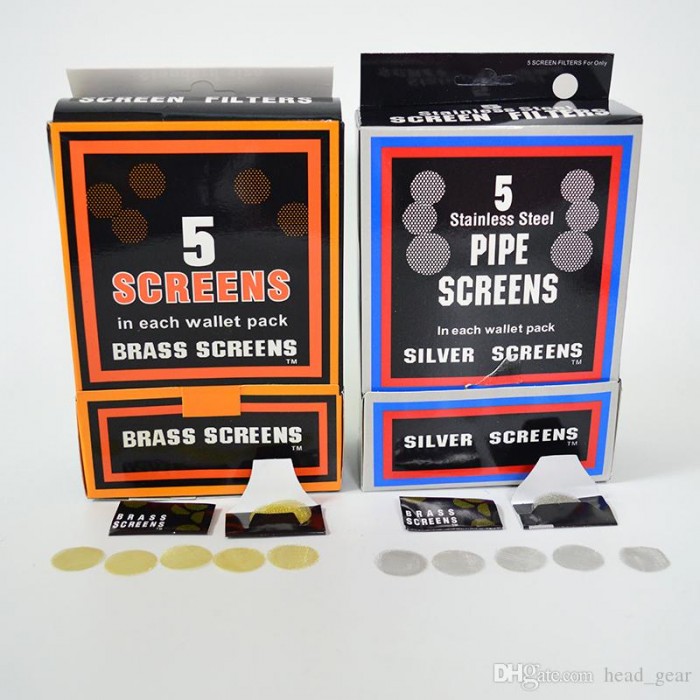 SCREEN FILTERS
5
SCREENS
in each wallet pack
BRASS SCREENS
TM
BRASS SCREENS
TM
BRASS
SCREENS
TM
5 SCREEN FILTERS For Only
5
Stainless Steel
SCREEN FILTERS
5
Stainless Steel
PIPE
SCREENS
In each wallet pack
SILVER SCREENS
TM
SILVER SCREENS
TM
BRASS
SCREENS
DHgate.com head_gear